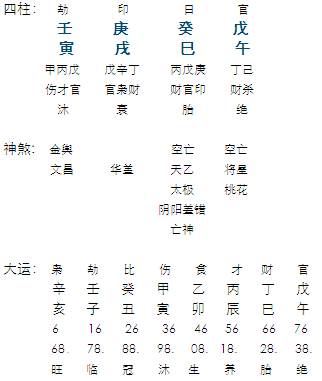 四柱: 劫 印 日 官
壬 庚 癸 戊
寅 戌 巳 午
甲丙戊 戊辛丁 丙戊庚 丁己
伤才官 官枭财 财官印 财杀
沐 衰 胎 绝
神煞: 金舆 空亡 空亡
文昌 华盖 天乙 将星
太极 桃花
阴阳差错
亡神
大运: 枭 劫 比 伤 食 才 财 官
辛 壬 癸 甲 乙 丙 丁 戊
亥 子 丑 寅 卯 辰 巳 午
6 16 26 36 46 56 66 76
68. 78. 88. 98. 08. 18. 28. 38.
旺 临 冠 沐 生 养 胎 绝